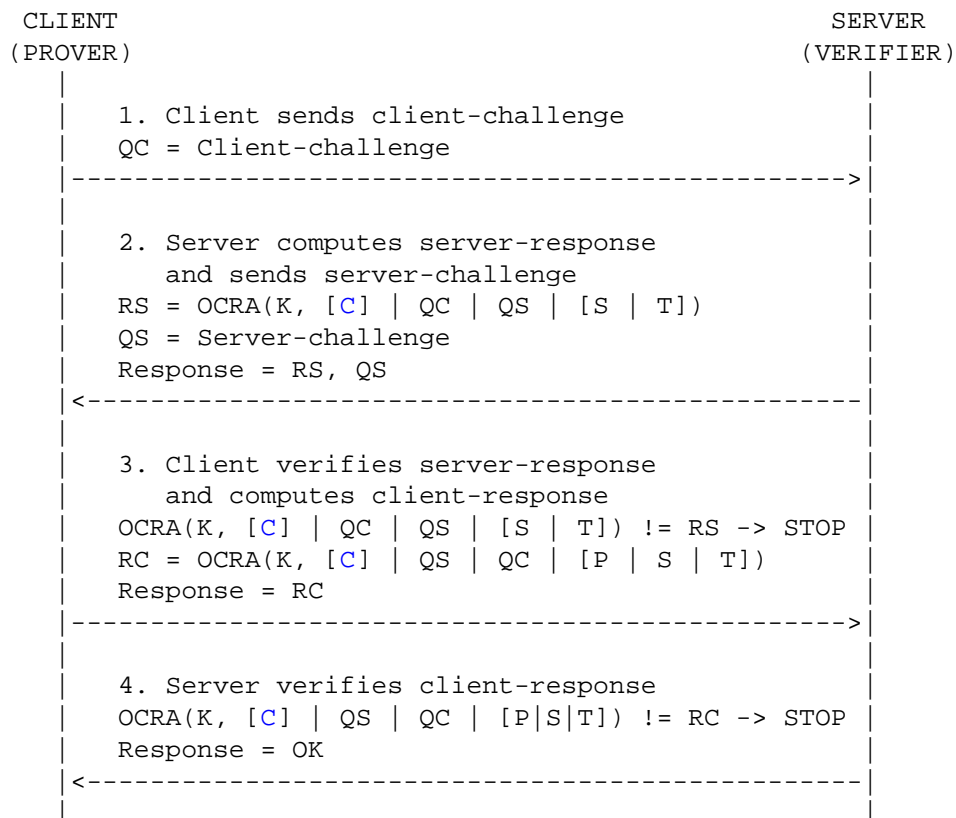 CLIENT                                             SERVER
(PROVER)                                          (VERIFIER)
   |                                                  |
   |   1. Client sends client-challenge               |
   |   QC = Client-challenge                          |
   |------------------------------------------------->|
   |                                                  |
   |   2. Server computes server-response             |
   |      and sends server-challenge                  |
   |   RS = OCRA(K, [C] | QC | QS | [S | T])          |
   |   QS = Server-challenge                          |
   |   Response = RS, QS                              |
   |<-------------------------------------------------|
   |                                                  |
   |   3. Client verifies server-response             |
   |      and computes client-response                |
   |   OCRA(K, [C] | QC | QS | [S | T]) != RS -> STOP |
   |   RC = OCRA(K, [C] | QS | QC | [P | S | T])      |
   |   Response = RC                                  |
   |------------------------------------------------->|
   |                                                  |
   |   4. Server verifies client-response             |
   |   OCRA(K, [C] | QS | QC | [P|S|T]) != RC -> STOP |
   |   Response = OK                                  |
   |<-------------------------------------------------|
   |                                                  |